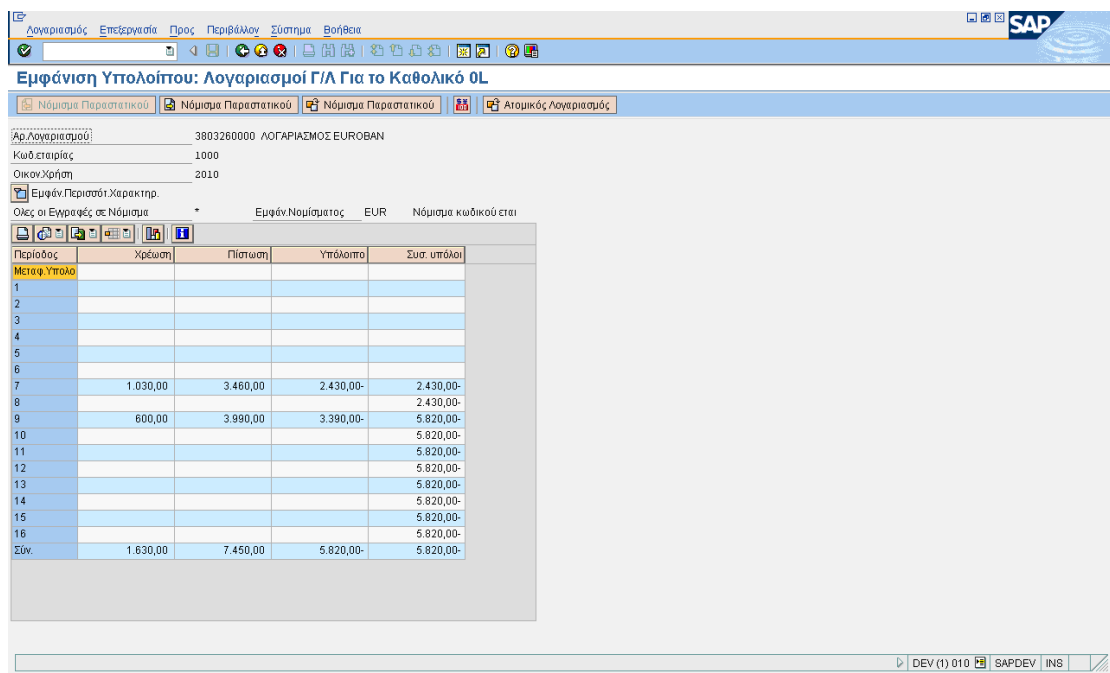 Λογαριασμός Επεξεργασία Προς Περιβάλλον Σύστημα Βοήθεια
SAP
Εμφάνιση Υπολοίπου: Λογαριασμοί Γ/Λ Για το Καθολικό 0L
Νόμισμα Παραστατικού Νόμισμα Παραστατικού Νόμισμα Παραστατικού Ατομικός Λογαριασμός
Αρ.Λογαριασμού 3803260000 ΛΟΓΑΡΙΑΣΜΟΣ EUROBAN
Κωδ.εταιρίας 1000
Οικον.Χρήση 2010
Εμφάν.Περισσότ.Χαρακτηρ.
Ολες οι Εγγραφές σε Νόμισμα * Εμφάν.Νομίσματος EUR Νόμισμα κωδικού εται
Περίοδος Χρέωση Πίστωση Υπόλοιπο Συσ. υπόλοι
Μεταφ.Υπολο
1
2
3
4
5
6
7 1.030,00 3.460,00 2.430,00- 2.430,00-
8 2.430,00-
9 600,00 3.990,00 3.390,00- 5.820,00-
10 5.820,00-
11 5.820,00-
12 5.820,00-
13 5.820,00-
14 5.820,00-
15 5.820,00-
16 5.820,00-
Σύν. 1.630,00 7.450,00 5.820,00- 5.820,00-
DEV (1) 010 SAPDEV INS